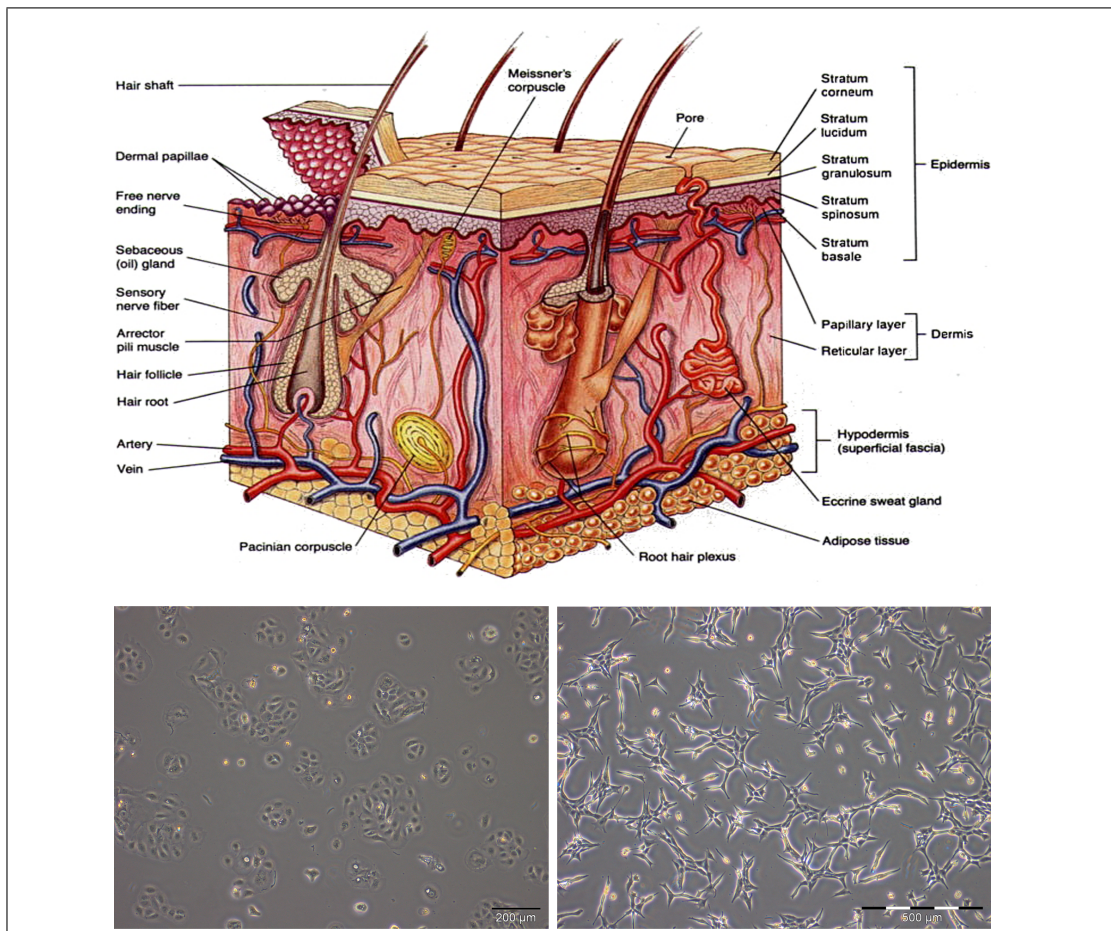 Hair shaft
Dermal papillae
Free nerve
ending
Sebaceous
(oil) gland
Sensory
nerve fiber
Arrector
pili muscle
Hair follicle
Hair root
Artery
Vein
Meissner's
corpuscle
Pore
Pacinian corpuscle
Root hair plexus
Stratum
corneum
Stratum
lucidum
Stratum
granulosum
Stratum
spinosum
Stratum
basale
Epidermis
Papillary layer
Reticular layer
Dermis
Hypodermis
(superficial fascia)
Eccrine sweat gland
Adipose tissue
200 µm
500 µm